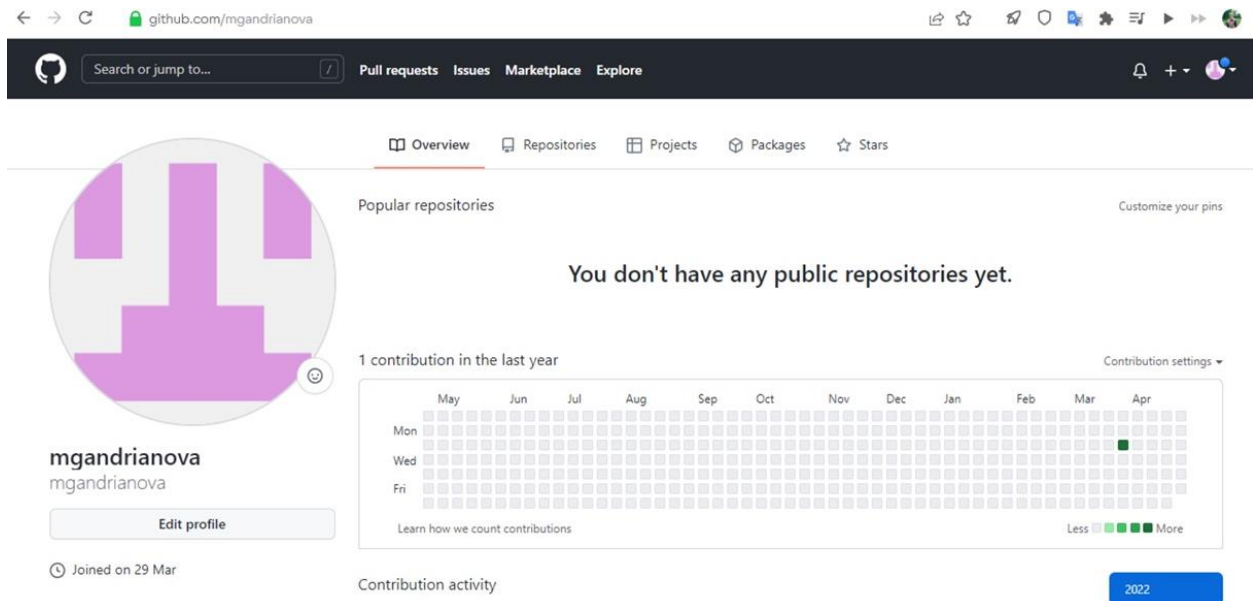 github.com/mgandrianova
Search or jump to... /
Pull requests Issues Marketplace Explore
Overview Repositories Projects Packages Stars
Popular repositories
Customize your pins
You don't have any public repositories yet.
1 contribution in the last year
Contribution settings
May Jun Jul Aug Sep Oct Nov Dec Jan Feb Mar Apr
Mon
Wed
Fri
Learn how we count contributions
Less More
mgandrianova
mgandrianova
Edit profile
Joined on 29 Mar
Contribution activity
2022